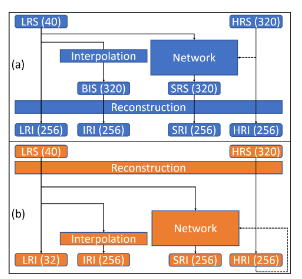 LRS (40) HRS (320)
Interpolation Network
(a)
BIS (320) SRS (320)
Reconstruction
LRI (256) IRI (256) SRI (256) HRI (256)
LRS (40) HRS (320)
Reconstruction
(b) Network
Interpolation
LRI (32) IRI (256) SRI (256) HRI (256)